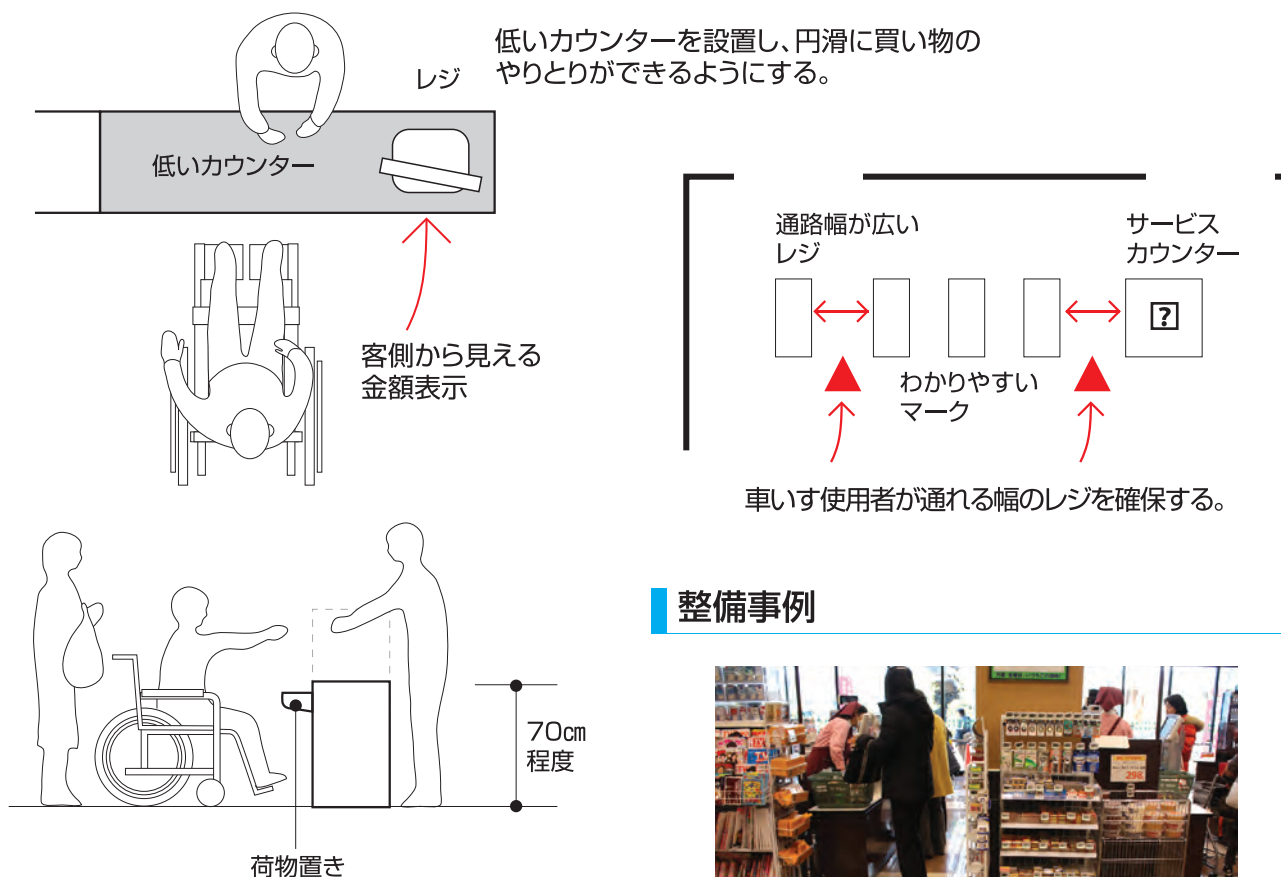 低いカウンターを設置し、円滑に買い物の
やりとりができるようにする。
レジ
低いカウンター
客側から見える
金額表示
通路幅が広い
レジ
サービス
カウンター
?
わかりやすい
マーク
車いす使用者が通れる幅のレジを確保する。
70㎝
程度
荷物置き
整備事例
298